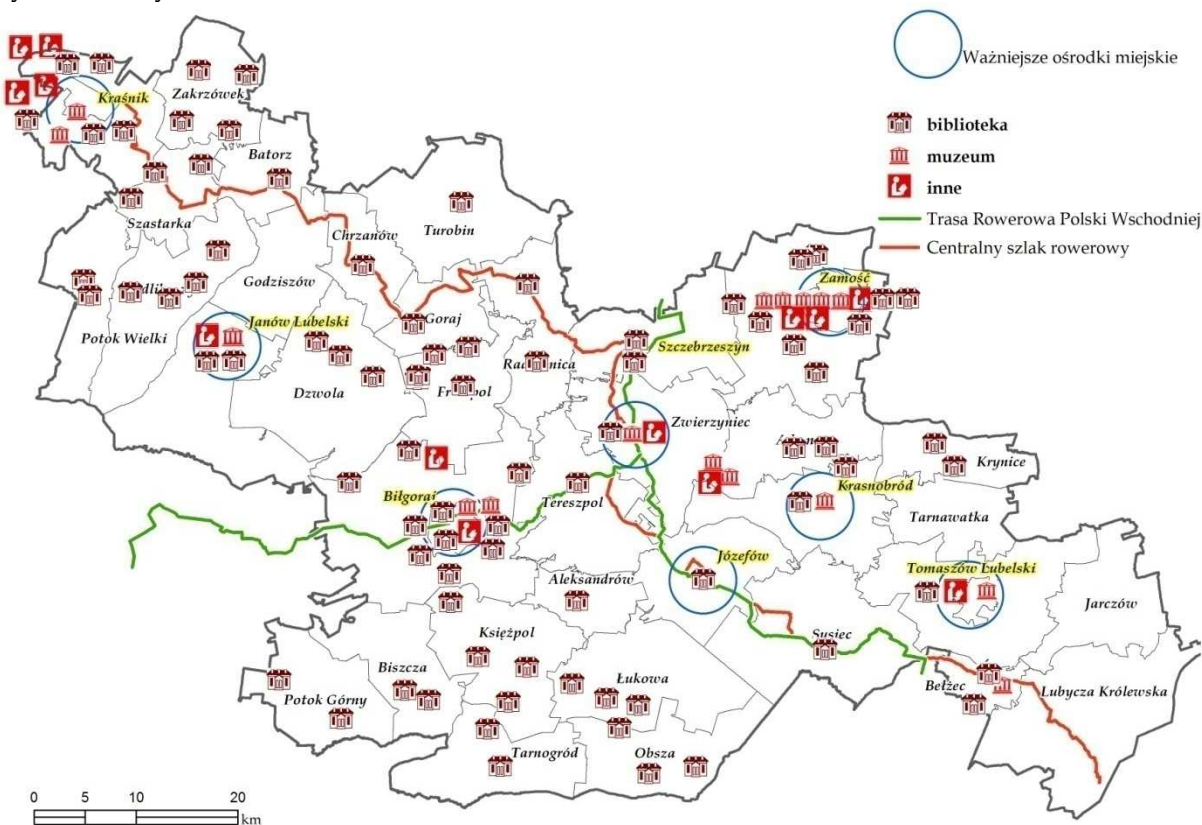 Ważniejsze ośrodki miejskie
biblioteka
muzeum
inne
Trasa Rowerowa Polski Wschodniej
Centralny szlak rowerowy
Kraśnik
Zakrzówek
Batorz
Szastarka
Chrzanów
Turobin
Godziszów
Zamość
Potok Wielki
Janów Lubelski
Goraj
Szczebrzeszyn
Dzwola
Zwierzyniec
Krynice
Krasnobród
Biłgoraj
Tereszpol
Tarnawatka
Józefów
Tomaszów Lubelski
Aleksandrów
Jarczów
Księżpol
Susiec
Biszcza
Łukowa
Bełżec
Lubycza Królewska
Potok Górny
Tarnogród
Obsza
0 5 10 20
km